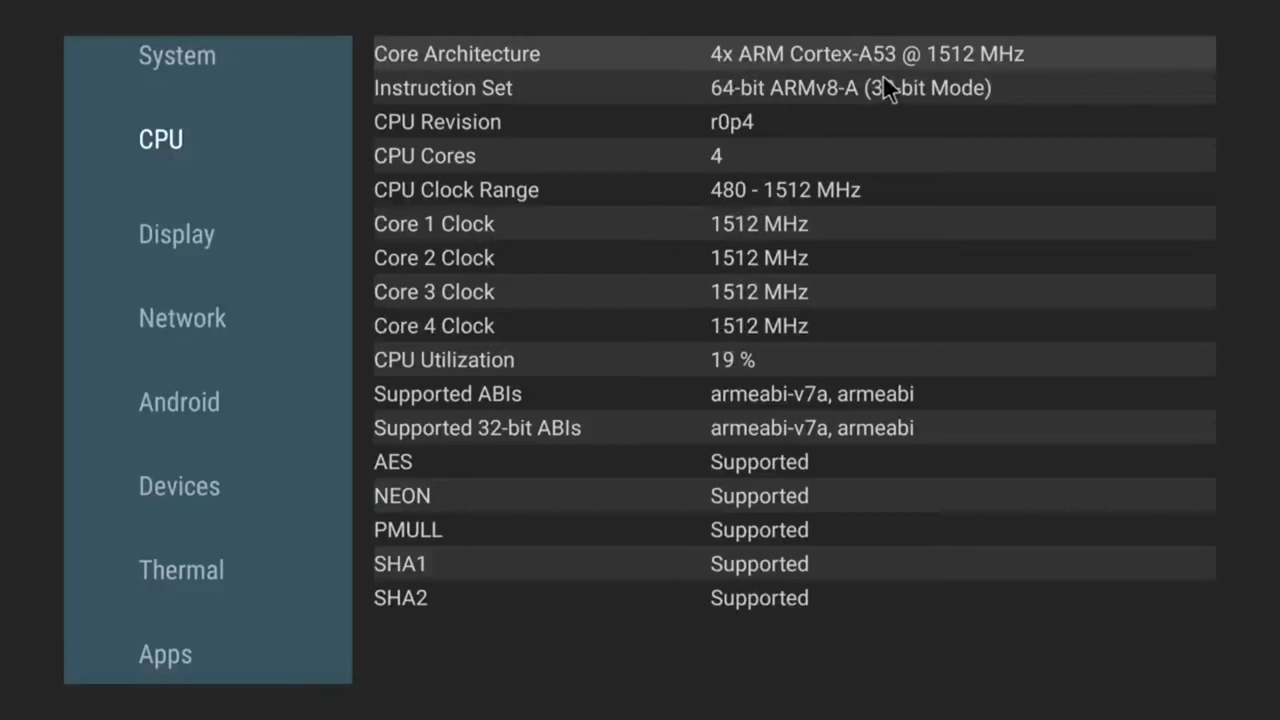 System
CPU
Display
Network
Android
Devices
Thermal
Apps
Core Architecture 4x ARM Cortex-A53 @ 1512 MHz
Instruction Set 64-bit ARMv8-A (32-bit Mode)
CPU Revision r0p4
CPU Cores 4
CPU Clock Range 480 - 1512 MHz
Core 1 Clock 1512 MHz
Core 2 Clock 1512 MHz
Core 3 Clock 1512 MHz
Core 4 Clock 1512 MHz
CPU Utilization 19 %
Supported ABIs armeabi-v7a, armeabi
Supported 32-bit ABIs armeabi-v7a, armeabi
AES Supported
NEON Supported
PMULL Supported
SHA1 Supported
SHA2 Supported